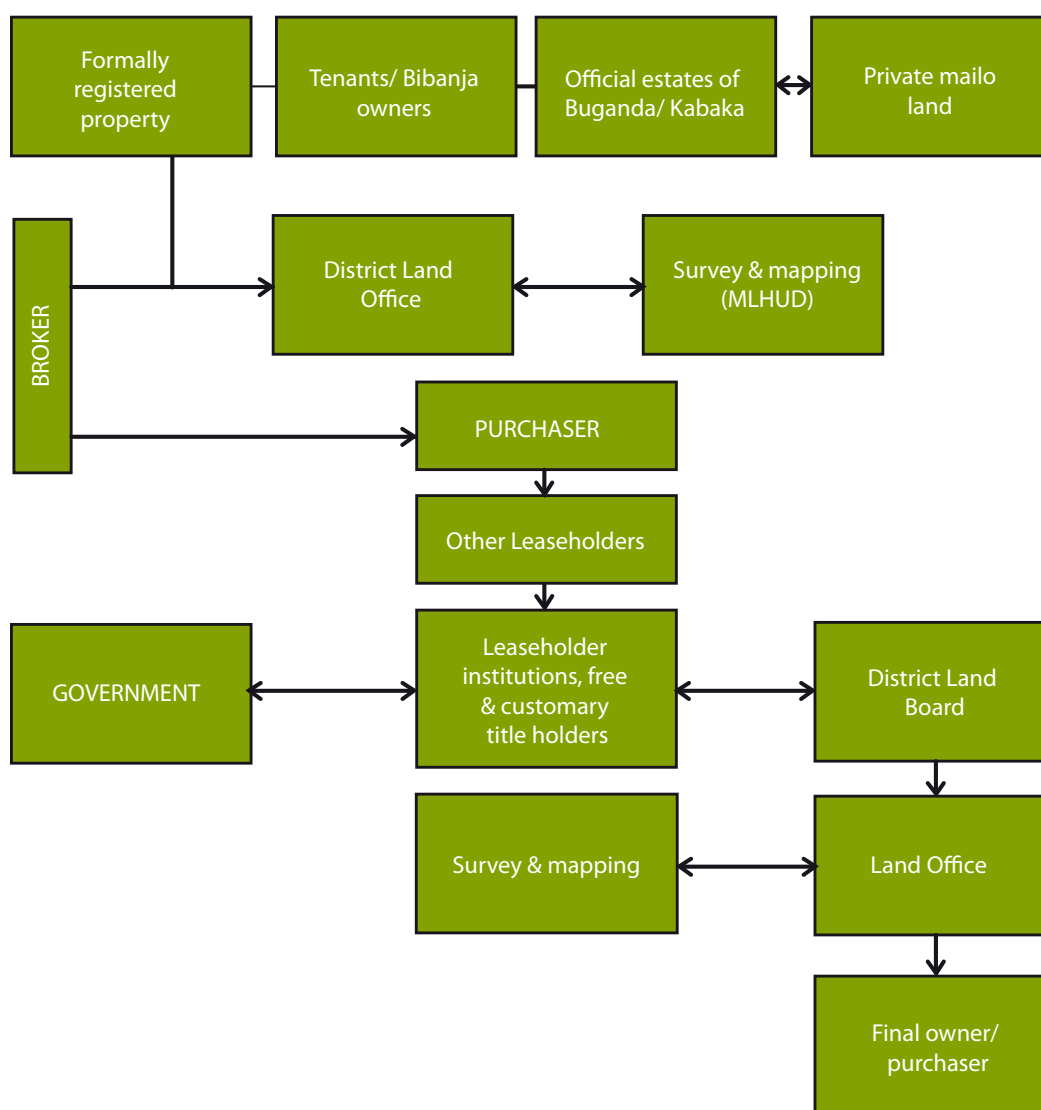 Formally
registered
property
Tenants/ Bibanja
owners
Official estates of
Buganda/ Kabaka
Private mailo
land
BROKER
District Land
Office
Survey & mapping
(MLHUD)
PURCHASER
Other Leaseholders
GOVERNMENT
Leaseholder
institutions, free
& customary
title holders
District Land
Board
Survey & mapping
Land Office
Final owner/
purchaser